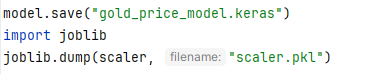 model.save("gold_price_model.keras")
import joblib
joblib.dump(scaler, filename: "scaler.pkl")